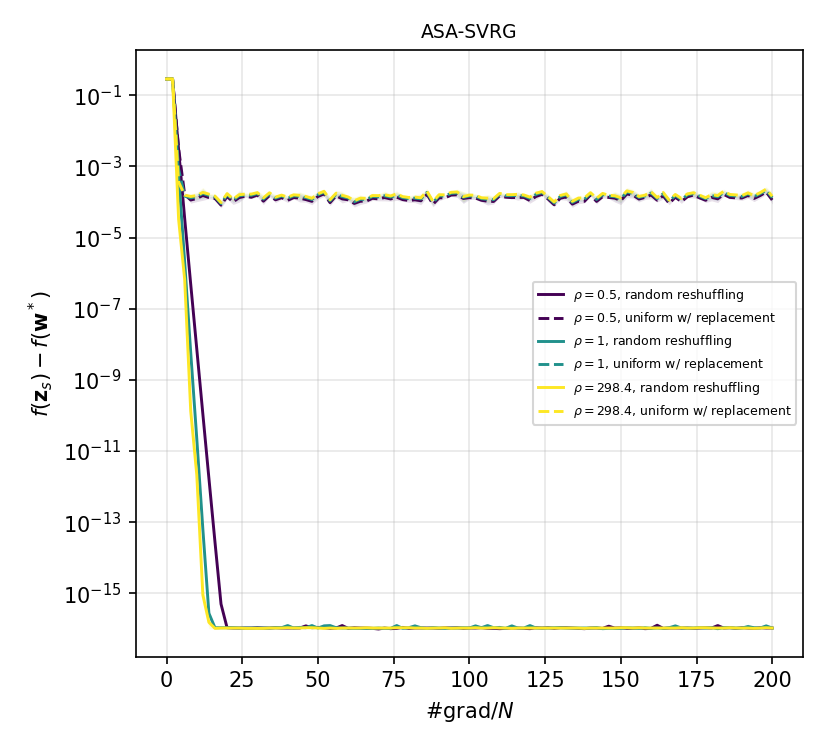 ASA-SVRG
10⁻¹
10⁻³
10⁻⁵
10⁻⁷
10⁻⁹
10⁻¹¹
10⁻¹³
10⁻¹⁵
f(𝐳ₛ) − f(𝐰*)
ρ = 0.5, random reshuffling
ρ = 0.5, uniform w/ replacement
ρ = 1, random reshuffling
ρ = 1, uniform w/ replacement
ρ = 298.4, random reshuffling
ρ = 298.4, uniform w/ replacement
0 25 50 75 100 125 150 175 200
#grad/N